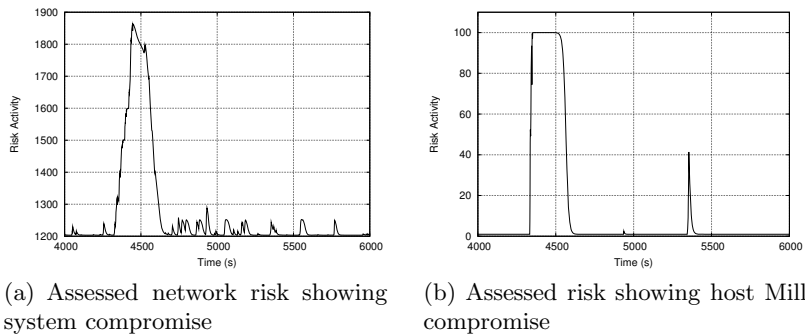 1900
1800
1700
1600
1500
1400
1300
1200
Risk Activity
4000 4500 5000 5500 6000
Time (s)
(a) Assessed network risk showing
system compromise
100
80
60
40
20
0
Risk Activity
4000 4500 5000 5500 6000
Time (s)
(b) Assessed risk showing host Mill
compromise